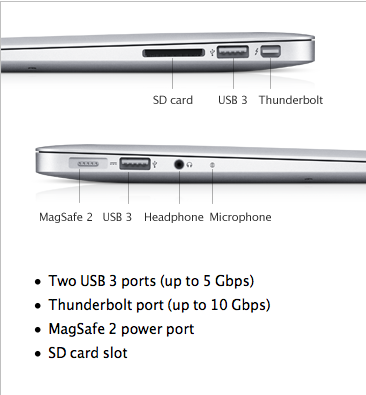 SD card USB 3 Thunderbolt
MagSafe 2 USB 3 Headphone Microphone
• Two USB 3 ports (up to 5 Gbps)
• Thunderbolt port (up to 10 Gbps)
• MagSafe 2 power port
• SD card slot